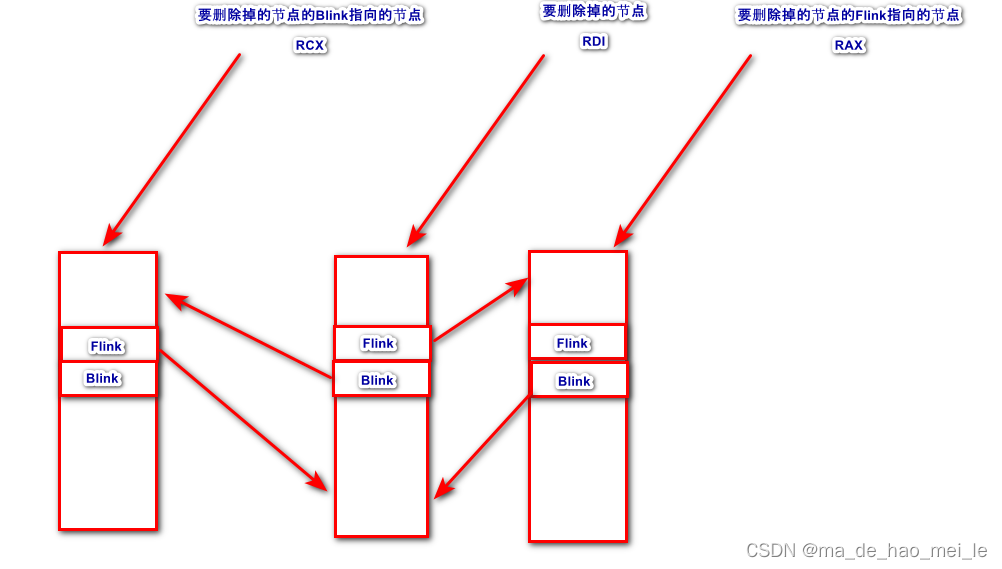 要删除掉的节点的Blink指向的节点
RCX
要删除掉的节点
RDI
要删除掉的节点的Flink指向的节点
RAX
Flink
Blink
Flink
Blink
Flink
Blink
CSDN @ma_de_hao_mei_le